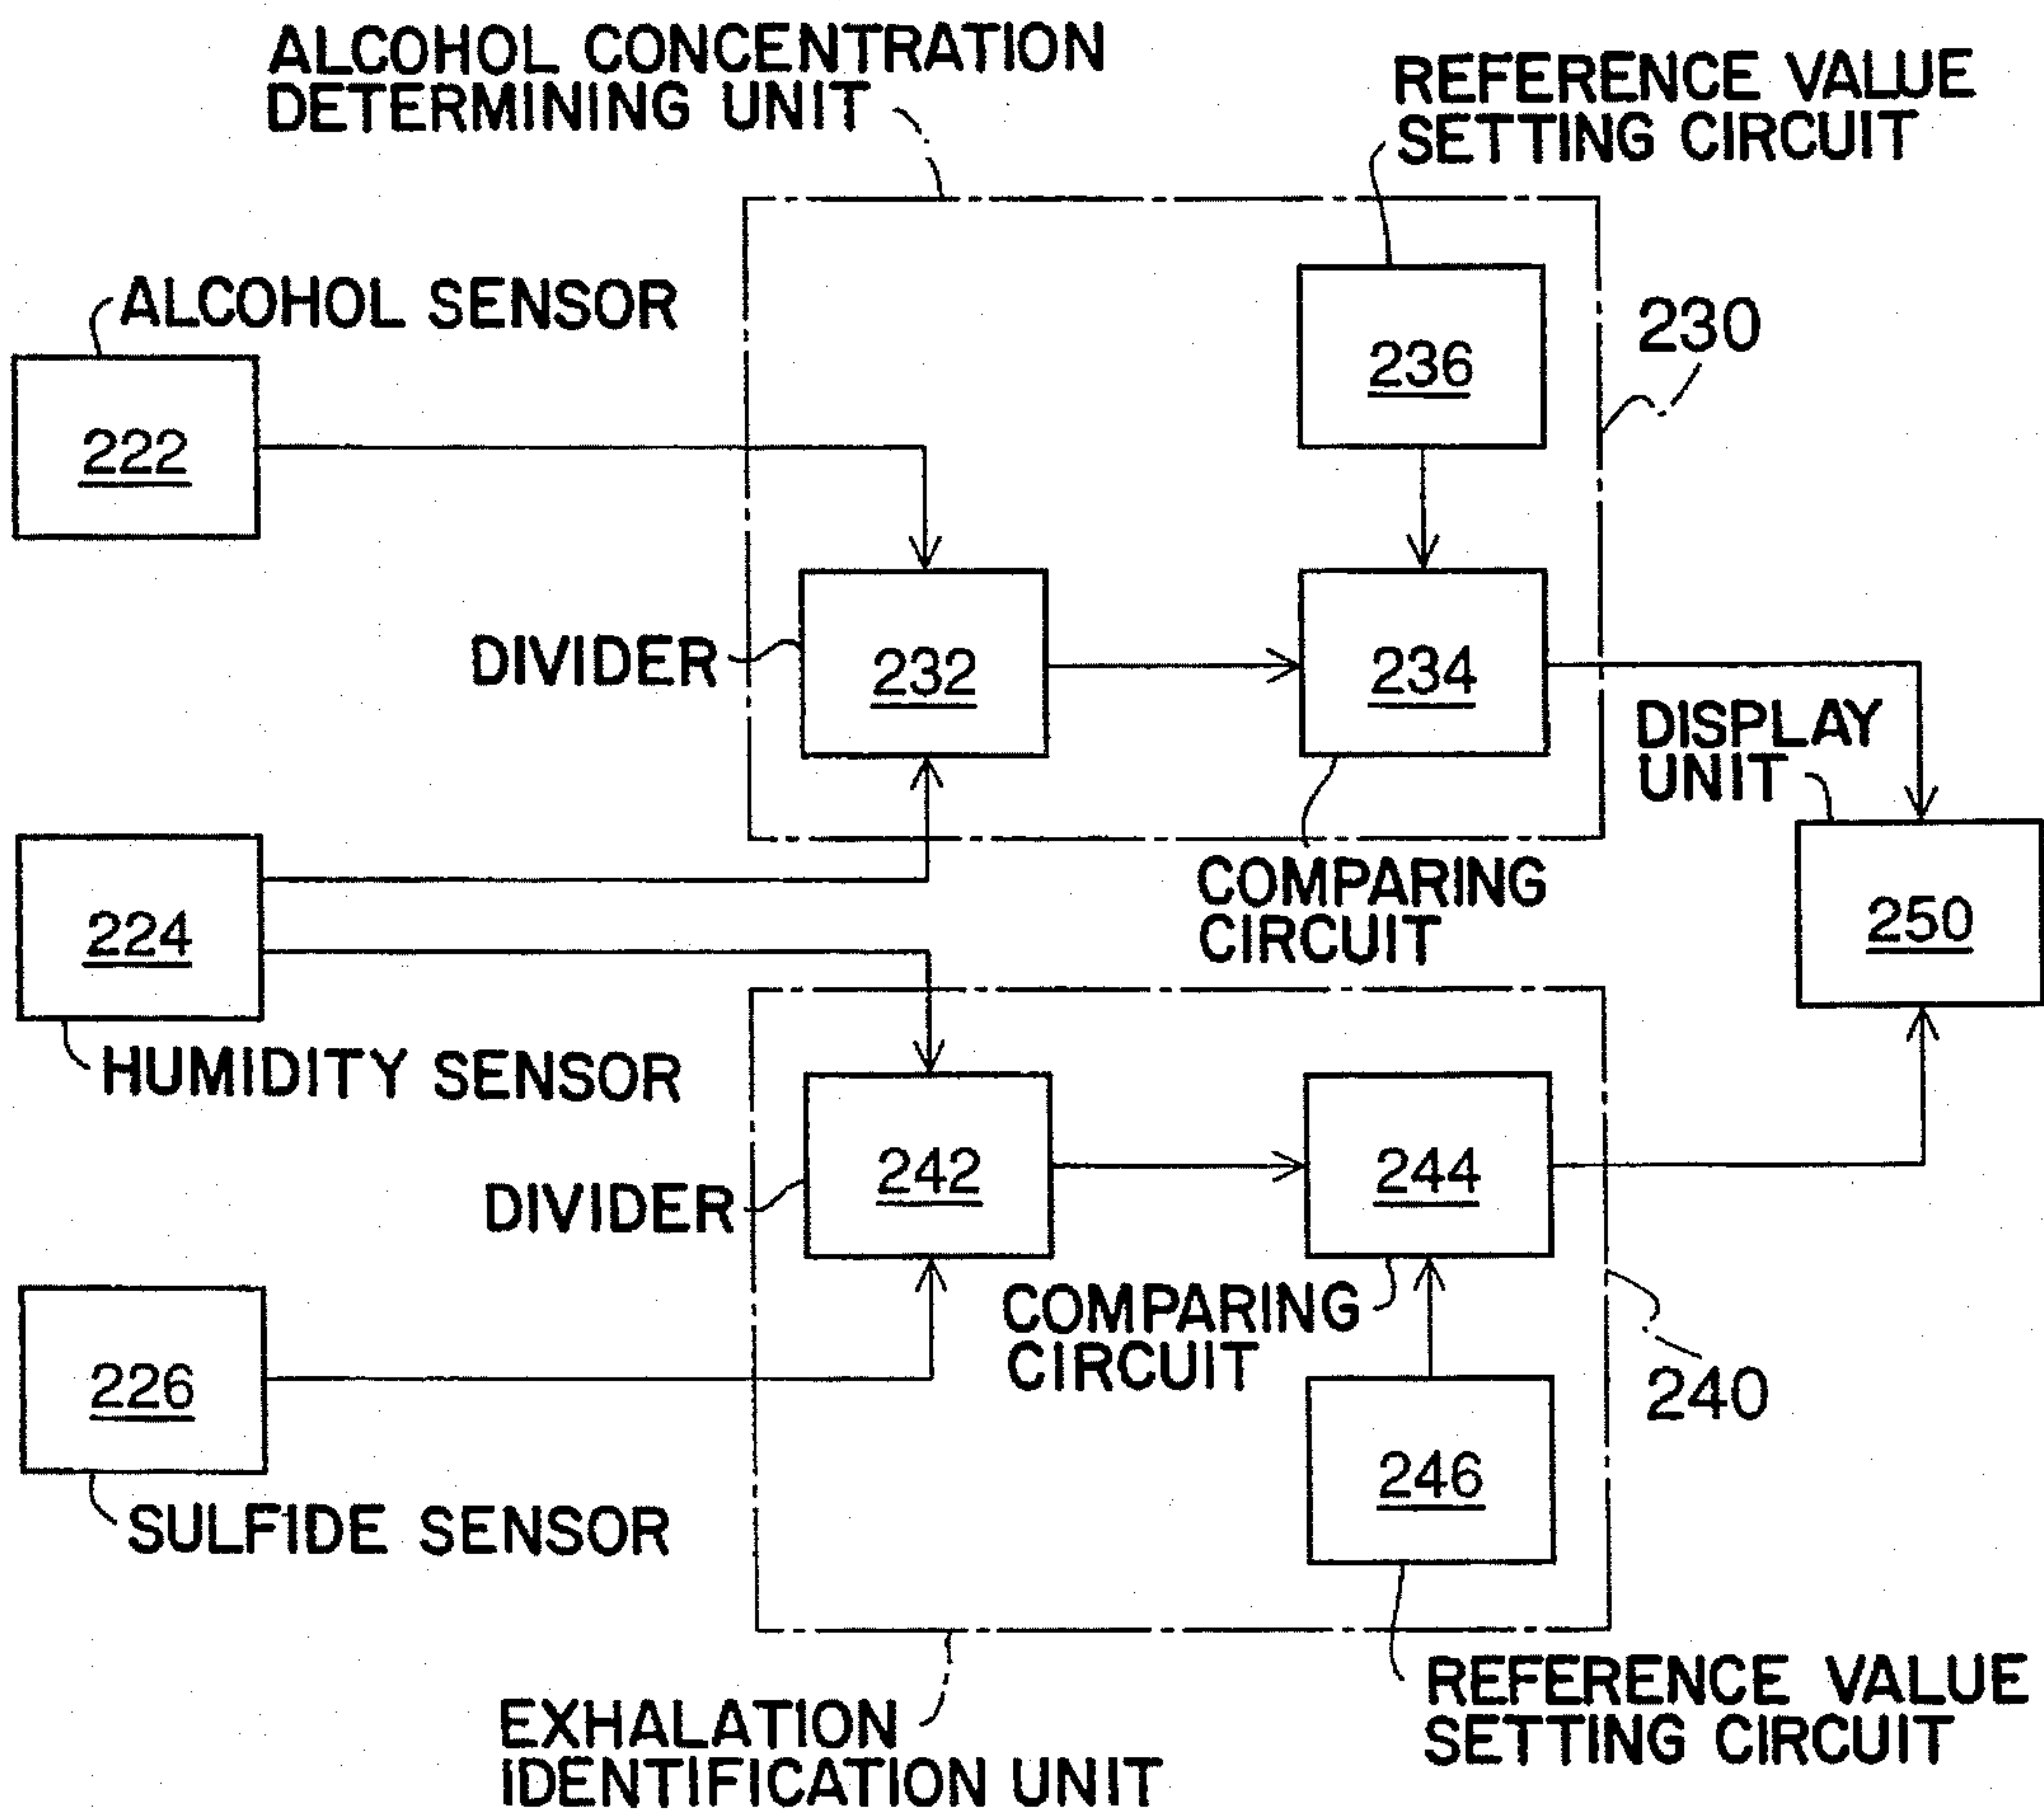 ALCOHOL CONCENTRATION
DETERMINING UNIT
REFERENCE VALUE
SETTING CIRCUIT
ALCOHOL SENSOR
230
236
222
DIVIDER
232
234
DISPLAY
UNIT
COMPARING
CIRCUIT
224
250
HUMIDITY SENSOR
242
244
DIVIDER
COMPARING
CIRCUIT
226
240
246
SULFIDE SENSOR
REFERENCE VALUE
SETTING CIRCUIT
EXHALATION
IDENTIFICATION UNIT